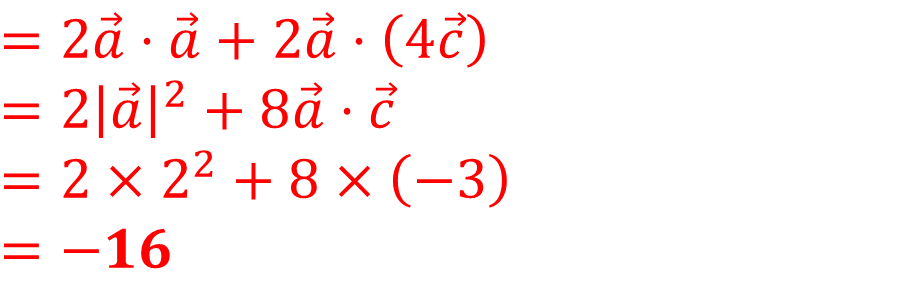 = 2a⃗ · a⃗ + 2a⃗ · (4c⃗)
= 2|a⃗|² + 8a⃗ · c⃗
= 2 × 2² + 8 × (−3)
= −16